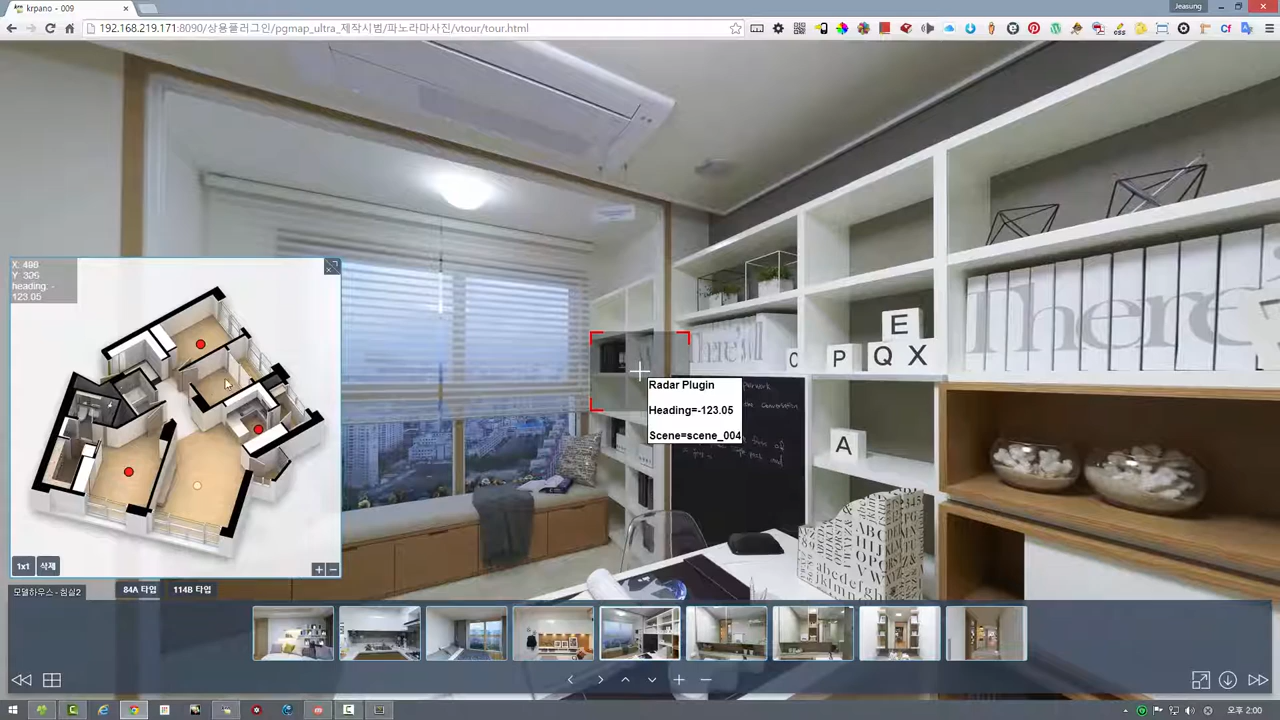 krpano - 009
Jeasung
192.168.219.171:8090/상용플러그인/pgmap_ultra_제작시범/파노라마사진/vtour/tour.html
X: 496
Y: 325
heading: -
123.05
There
E
P Q X
A
Radar Plugin
Heading=-123.05
Scene=scene_004
1x1 삭제
모델하우스 - 침실2
84A 타입 114B 타입
오후 2:00